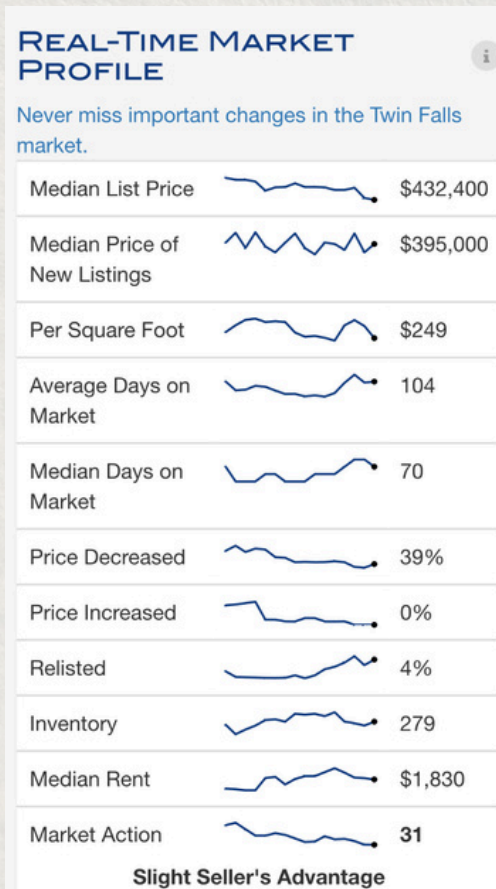 REAL-TIME MARKET
PROFILE
i
Never miss important changes in the Twin Falls
market.
Median List Price $432,400
Median Price of $395,000
New Listings
Per Square Foot $249
Average Days on 104
Market
Median Days on 70
Market
Price Decreased 39%
Price Increased 0%
Relisted 4%
Inventory 279
Median Rent $1,830
Market Action 31
Slight Seller's Advantage